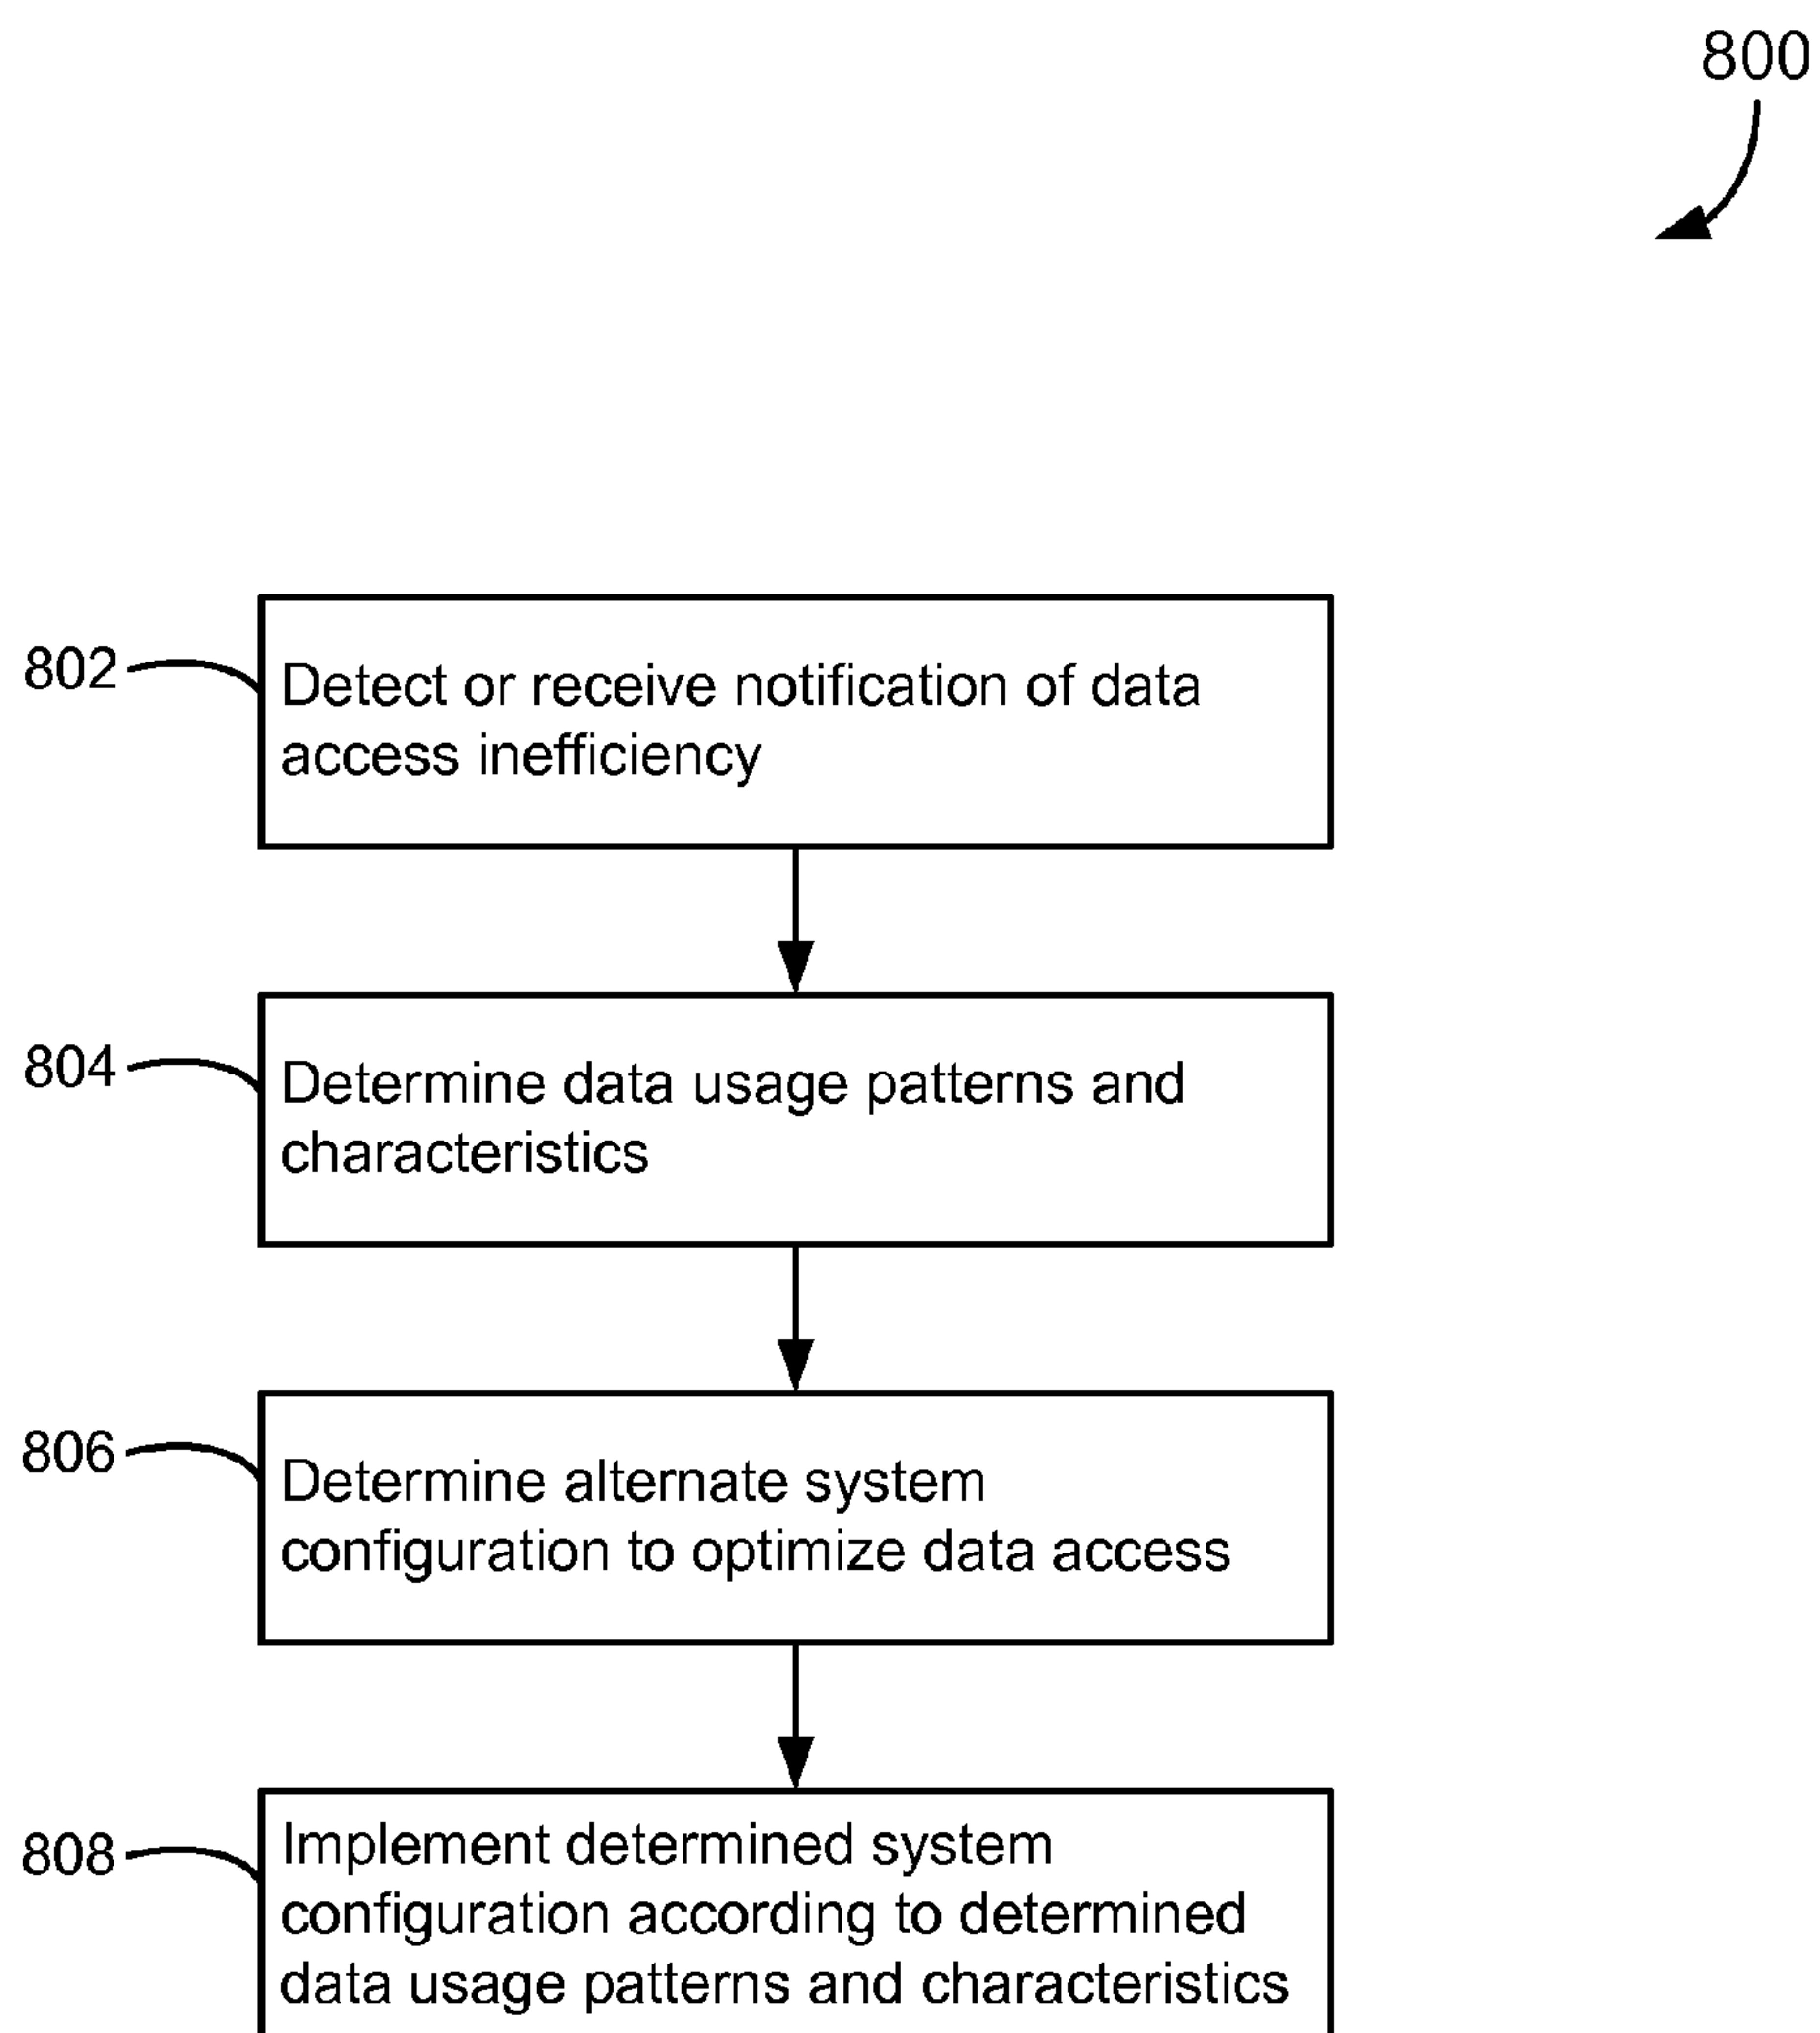 800
802
Detect or receive notification of data
access inefficiency
804
Determine data usage patterns and
characteristics
806
Determine alternate system
configuration to optimize data access
808
Implement determined system
configuration according to determined
data usage patterns and characteristics